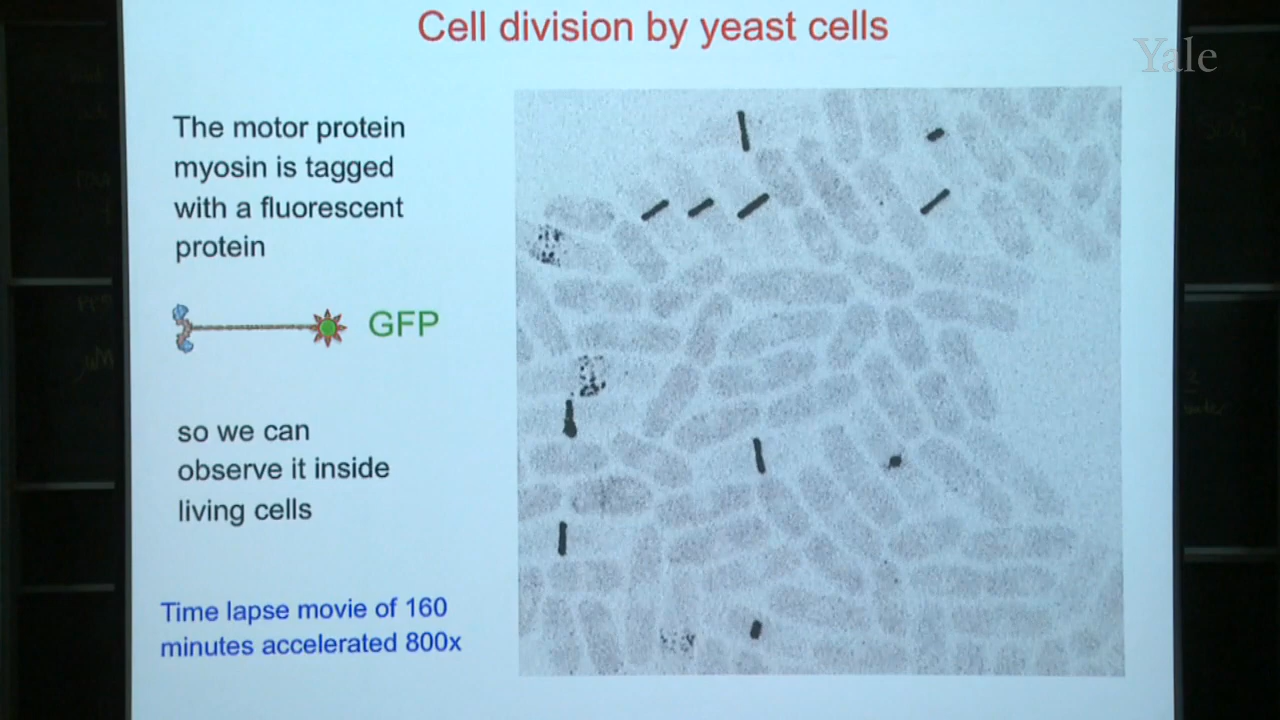 Cell division by yeast cells
Yale
The motor protein
myosin is tagged
with a fluorescent
protein
GFP
so we can
observe it inside
living cells
Time lapse movie of 160
minutes accelerated 800x